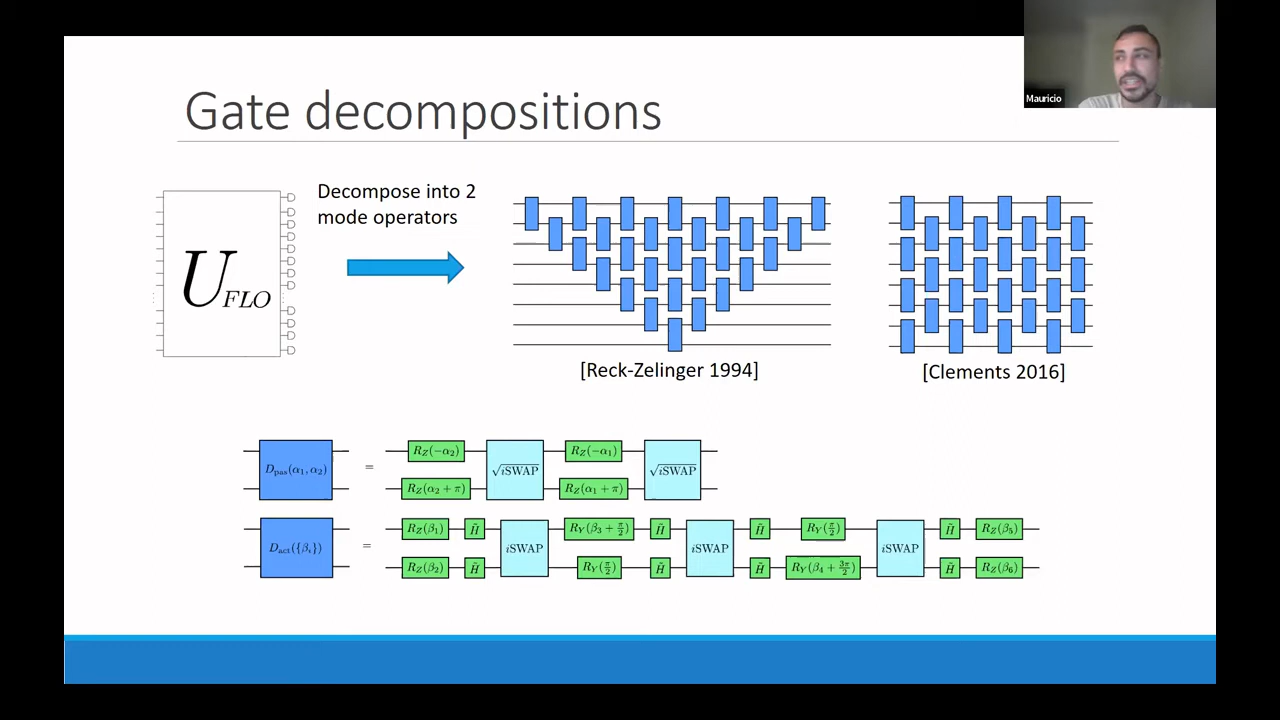 Mauricio
Gate decompositions
Decompose into 2
mode operators
U_FLO
[Reck-Zelinger 1994]
[Clements 2016]
D_pas(α₁, α₂)
=
R_Z(−α₂)
√iSWAP
R_Z(−α₁)
√iSWAP
R_Z(α₂ + π)
R_Z(α₁ + π)
D_act({β_i})
=
R_Z(β₁)
H̃
iSWAP
R_Y(β₃ + π/2)
H̃
iSWAP
H̃
R_Y(π/2)
iSWAP
H̃
R_Z(β₅)
R_Z(β₂)
H̃
R_Y(π/2)
H̃
H̃
R_Y(β₄ + 3π/2)
H̃
R_Z(β₆)